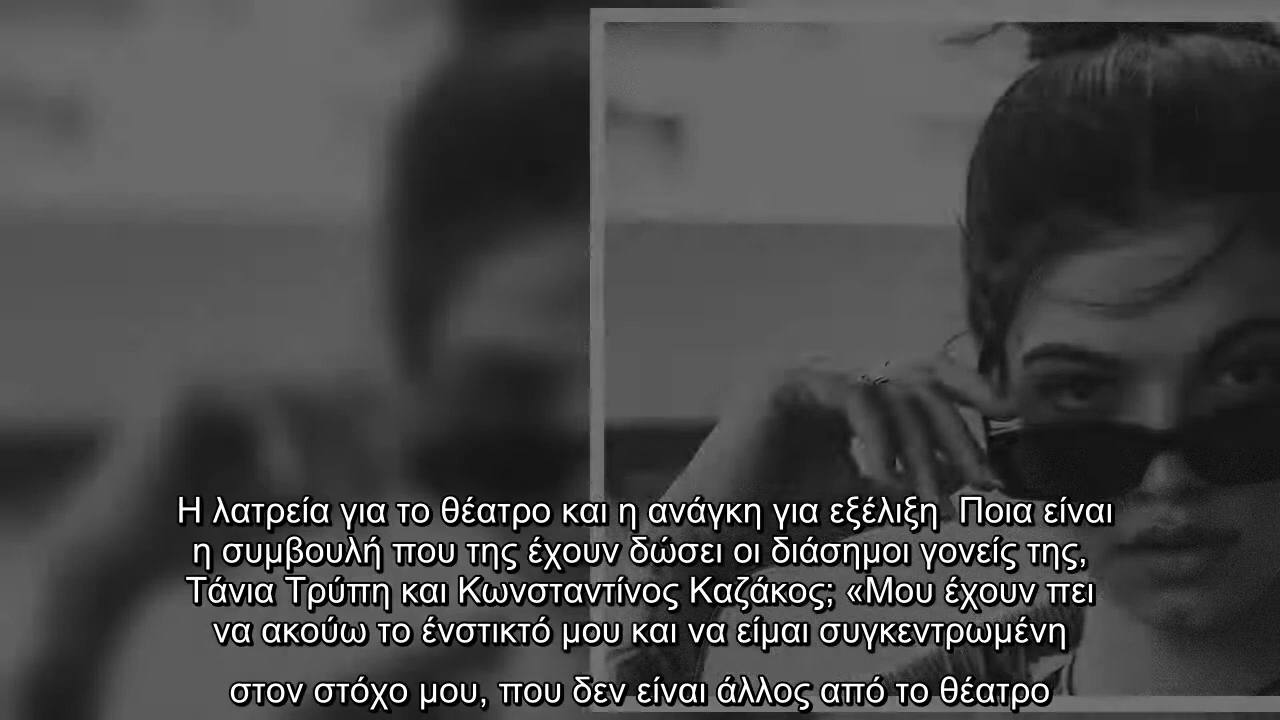 Η λατρεία για το θέατρο και η ανάγκη για εξέλιξη  Ποια είναι
η συμβουλή που της έχουν δώσει οι διάσημοι γονείς της,
Τάνια Τρύπη και Κωνσταντίνος Καζάκος; «Μου έχουν πει
να ακούω το ένστικτό μου και να είμαι συγκεντρωμένη
στον στόχο μου, που δεν είναι άλλος από το θέατρο